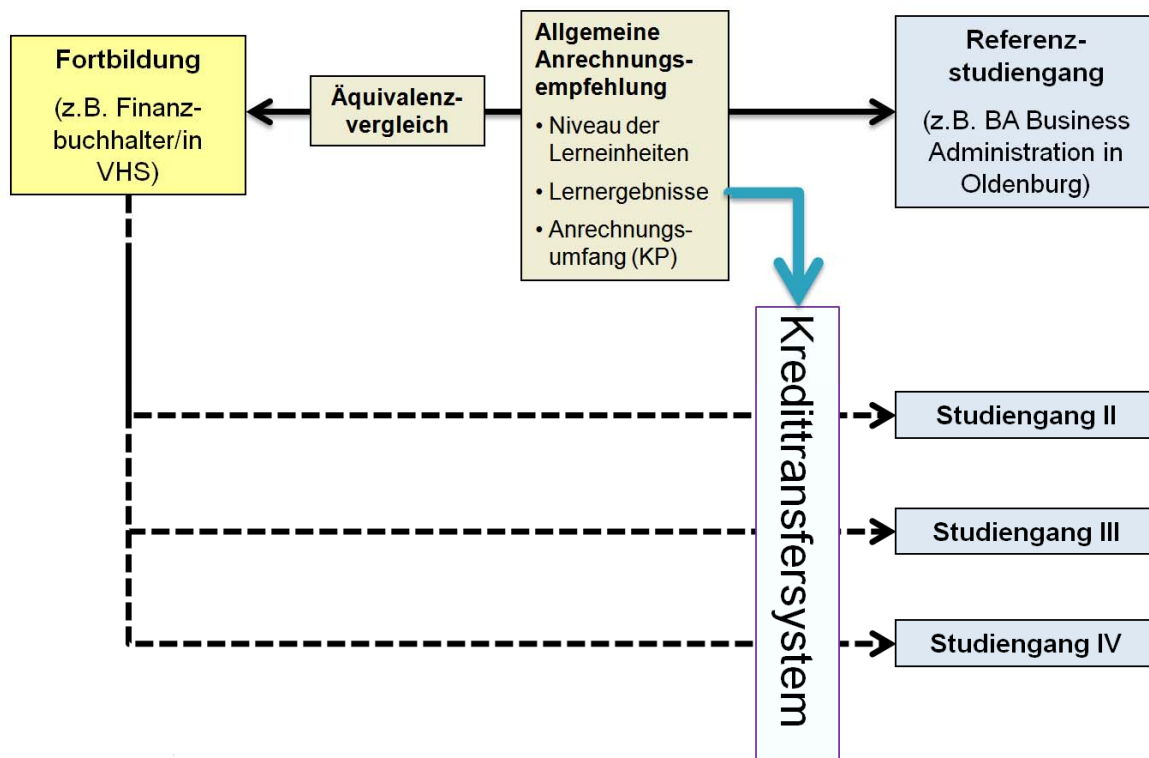 Fortbildung
(z.B. Finanz-
buchhalter/in
VHS)
Äquivalenz-
vergleich
Allgemeine
Anrechnungs-
empfehlung
• Niveau der
Lerneinheiten
• Lernergebnisse
• Anrechnungs-
umfang (KP)
Referenz-
studiengang
(z.B. BA Business
Administration in
Oldenburg)
Kredittransfersystem
Studiengang II
Studiengang III
Studiengang IV